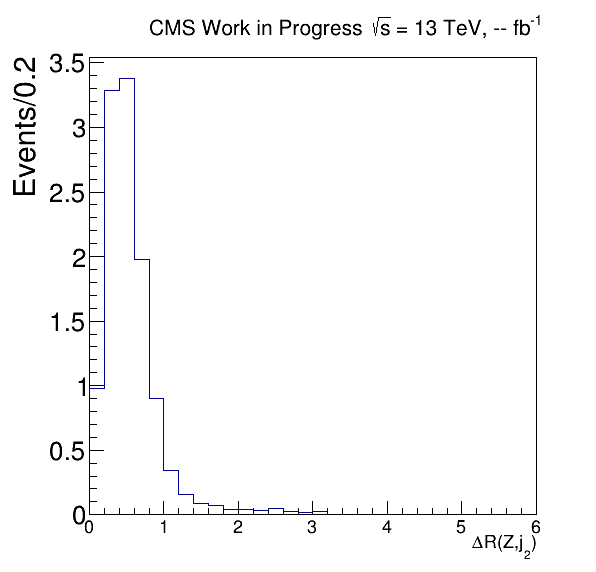 CMS Work in Progress √s = 13 TeV, -- fb⁻¹
Events/0.2
3.5
3
2.5
2
1.5
1
0.5
0
0 1 2 3 4 5 6
ΔR(Z,j₂)